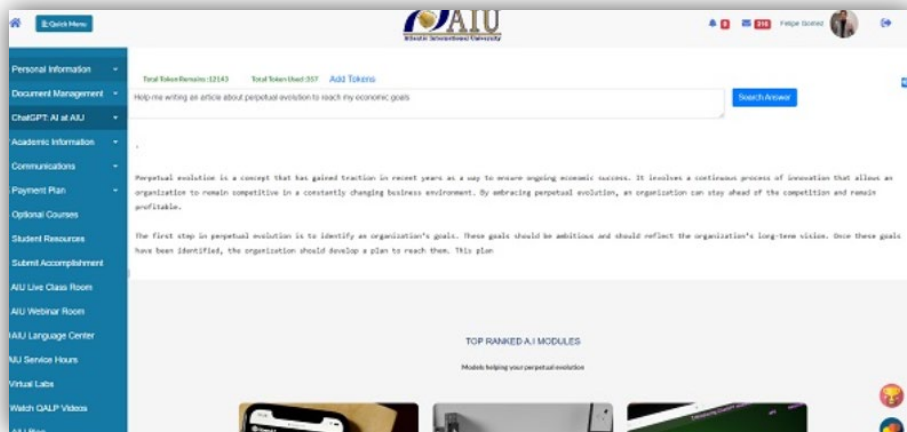 Quick Menu
AIU
Atlantic International University
0
310
Felipe Gomez
Personal Information
Document Management
ChatGPT: AI at AIU
Academic Information
Communications
Payment Plan
Optional Courses
Student Resources
Submit Accomplishment
AIU Live Class Room
AIU Webinar Room
AIU Language Center
AIU Service Hours
Virtual Labs
Watch QALP Videos
AIU Blog
Total Token Remains :12143 Total Token Used :357 Add Tokens
Help me writing an article about perpetual evolution to reach my economic goals
Search Answer
Perpetual evolution is a concept that has gained traction in recent years as a way to ensure ongoing economic success. It involves a continuous process of innovation that allows an
organization to remain competitive in a constantly changing business environment. By embracing perpetual evolution, an organization can stay ahead of the competition and remain
profitable.
The first step in perpetual evolution is to identify an organization's goals. These goals should be ambitious and should reflect the organization's long-term vision. Once these goals
have been identified, the organization should develop a plan to reach them. This plan
TOP RANKED A.I MODULES
Models helping your perpetual evolution